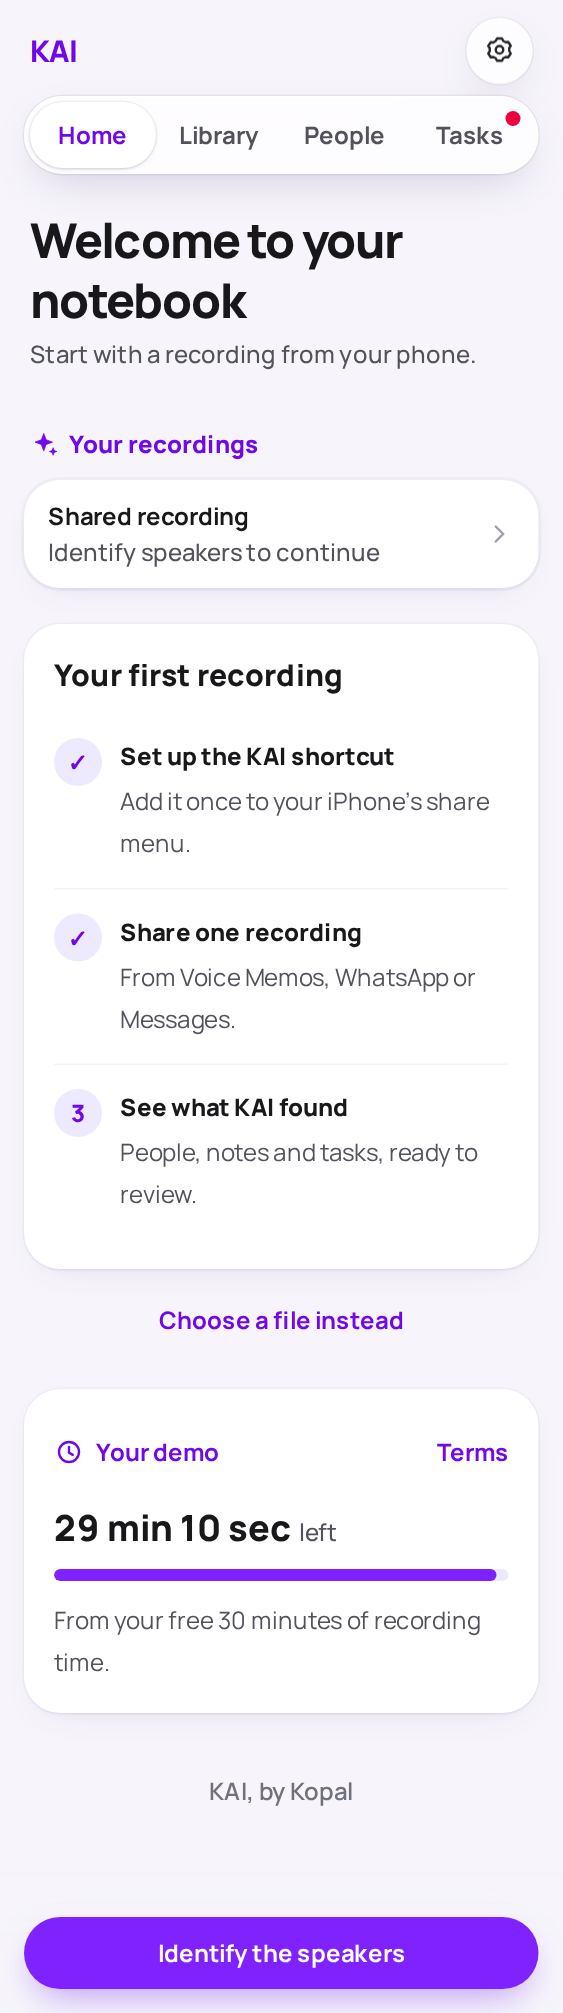 KAI
Home
Library
People
Tasks
Welcome to your
notebook
Start with a recording from your phone.
Your recordings
Shared recording
Identify speakers to continue
Your first recording
✓
Set up the KAI shortcut
Add it once to your iPhone’s share
menu.
✓
Share one recording
From Voice Memos, WhatsApp or
Messages.
3
See what KAI found
People, notes and tasks, ready to
review.
Choose a file instead
Your demo
Terms
29 min 10 sec left
From your free 30 minutes of recording
time.
KAI, by Kopal
Identify the speakers